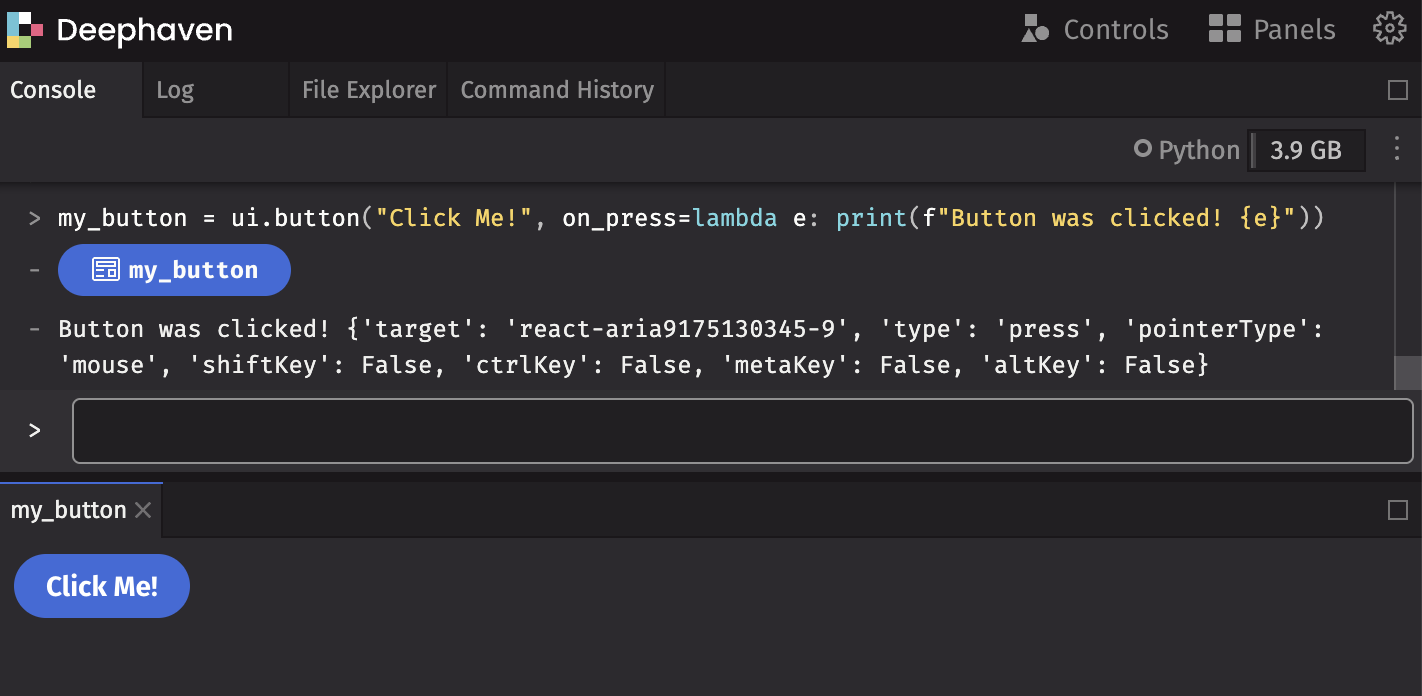 Deephaven
Controls
Panels
Console
Log
File Explorer
Command History
Python
3.9 GB
> my_button = ui.button("Click Me!", on_press=lambda e: print(f"Button was clicked! {e}"))
- my_button
- Button was clicked! {'target': 'react-aria9175130345-9', 'type': 'press', 'pointerType':
'mouse', 'shiftKey': False, 'ctrlKey': False, 'metaKey': False, 'altKey': False}
>
my_button
Click Me!